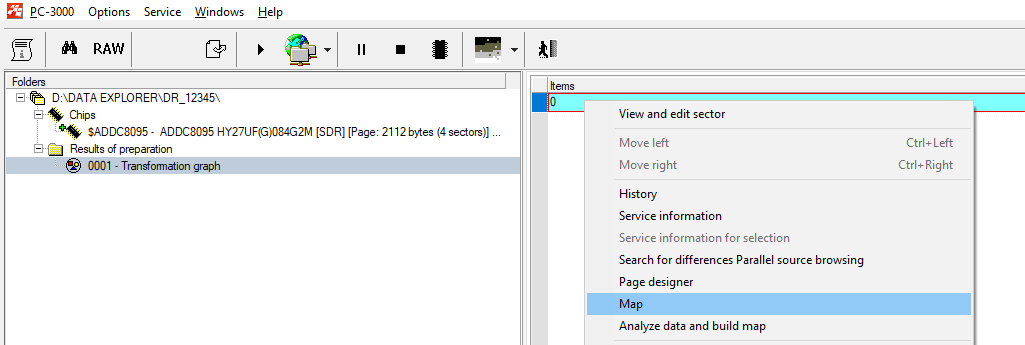 PC-3000 Options Service Windows Help
RAW
Folders
D:\DATA EXPLORER\DR_12345\
Chips
$ADDC8095 - ADDC8095 HY27UF(G)084G2M [SDR] [Page: 2112 bytes (4 sectors)] ...
Results of preparation
0001 - Transformation graph
Items
0
View and edit sector
Move left Ctrl+Left
Move right Ctrl+Right
History
Service information
Service information for selection
Search for differences Parallel source browsing
Page designer
Map
Analyze data and build map